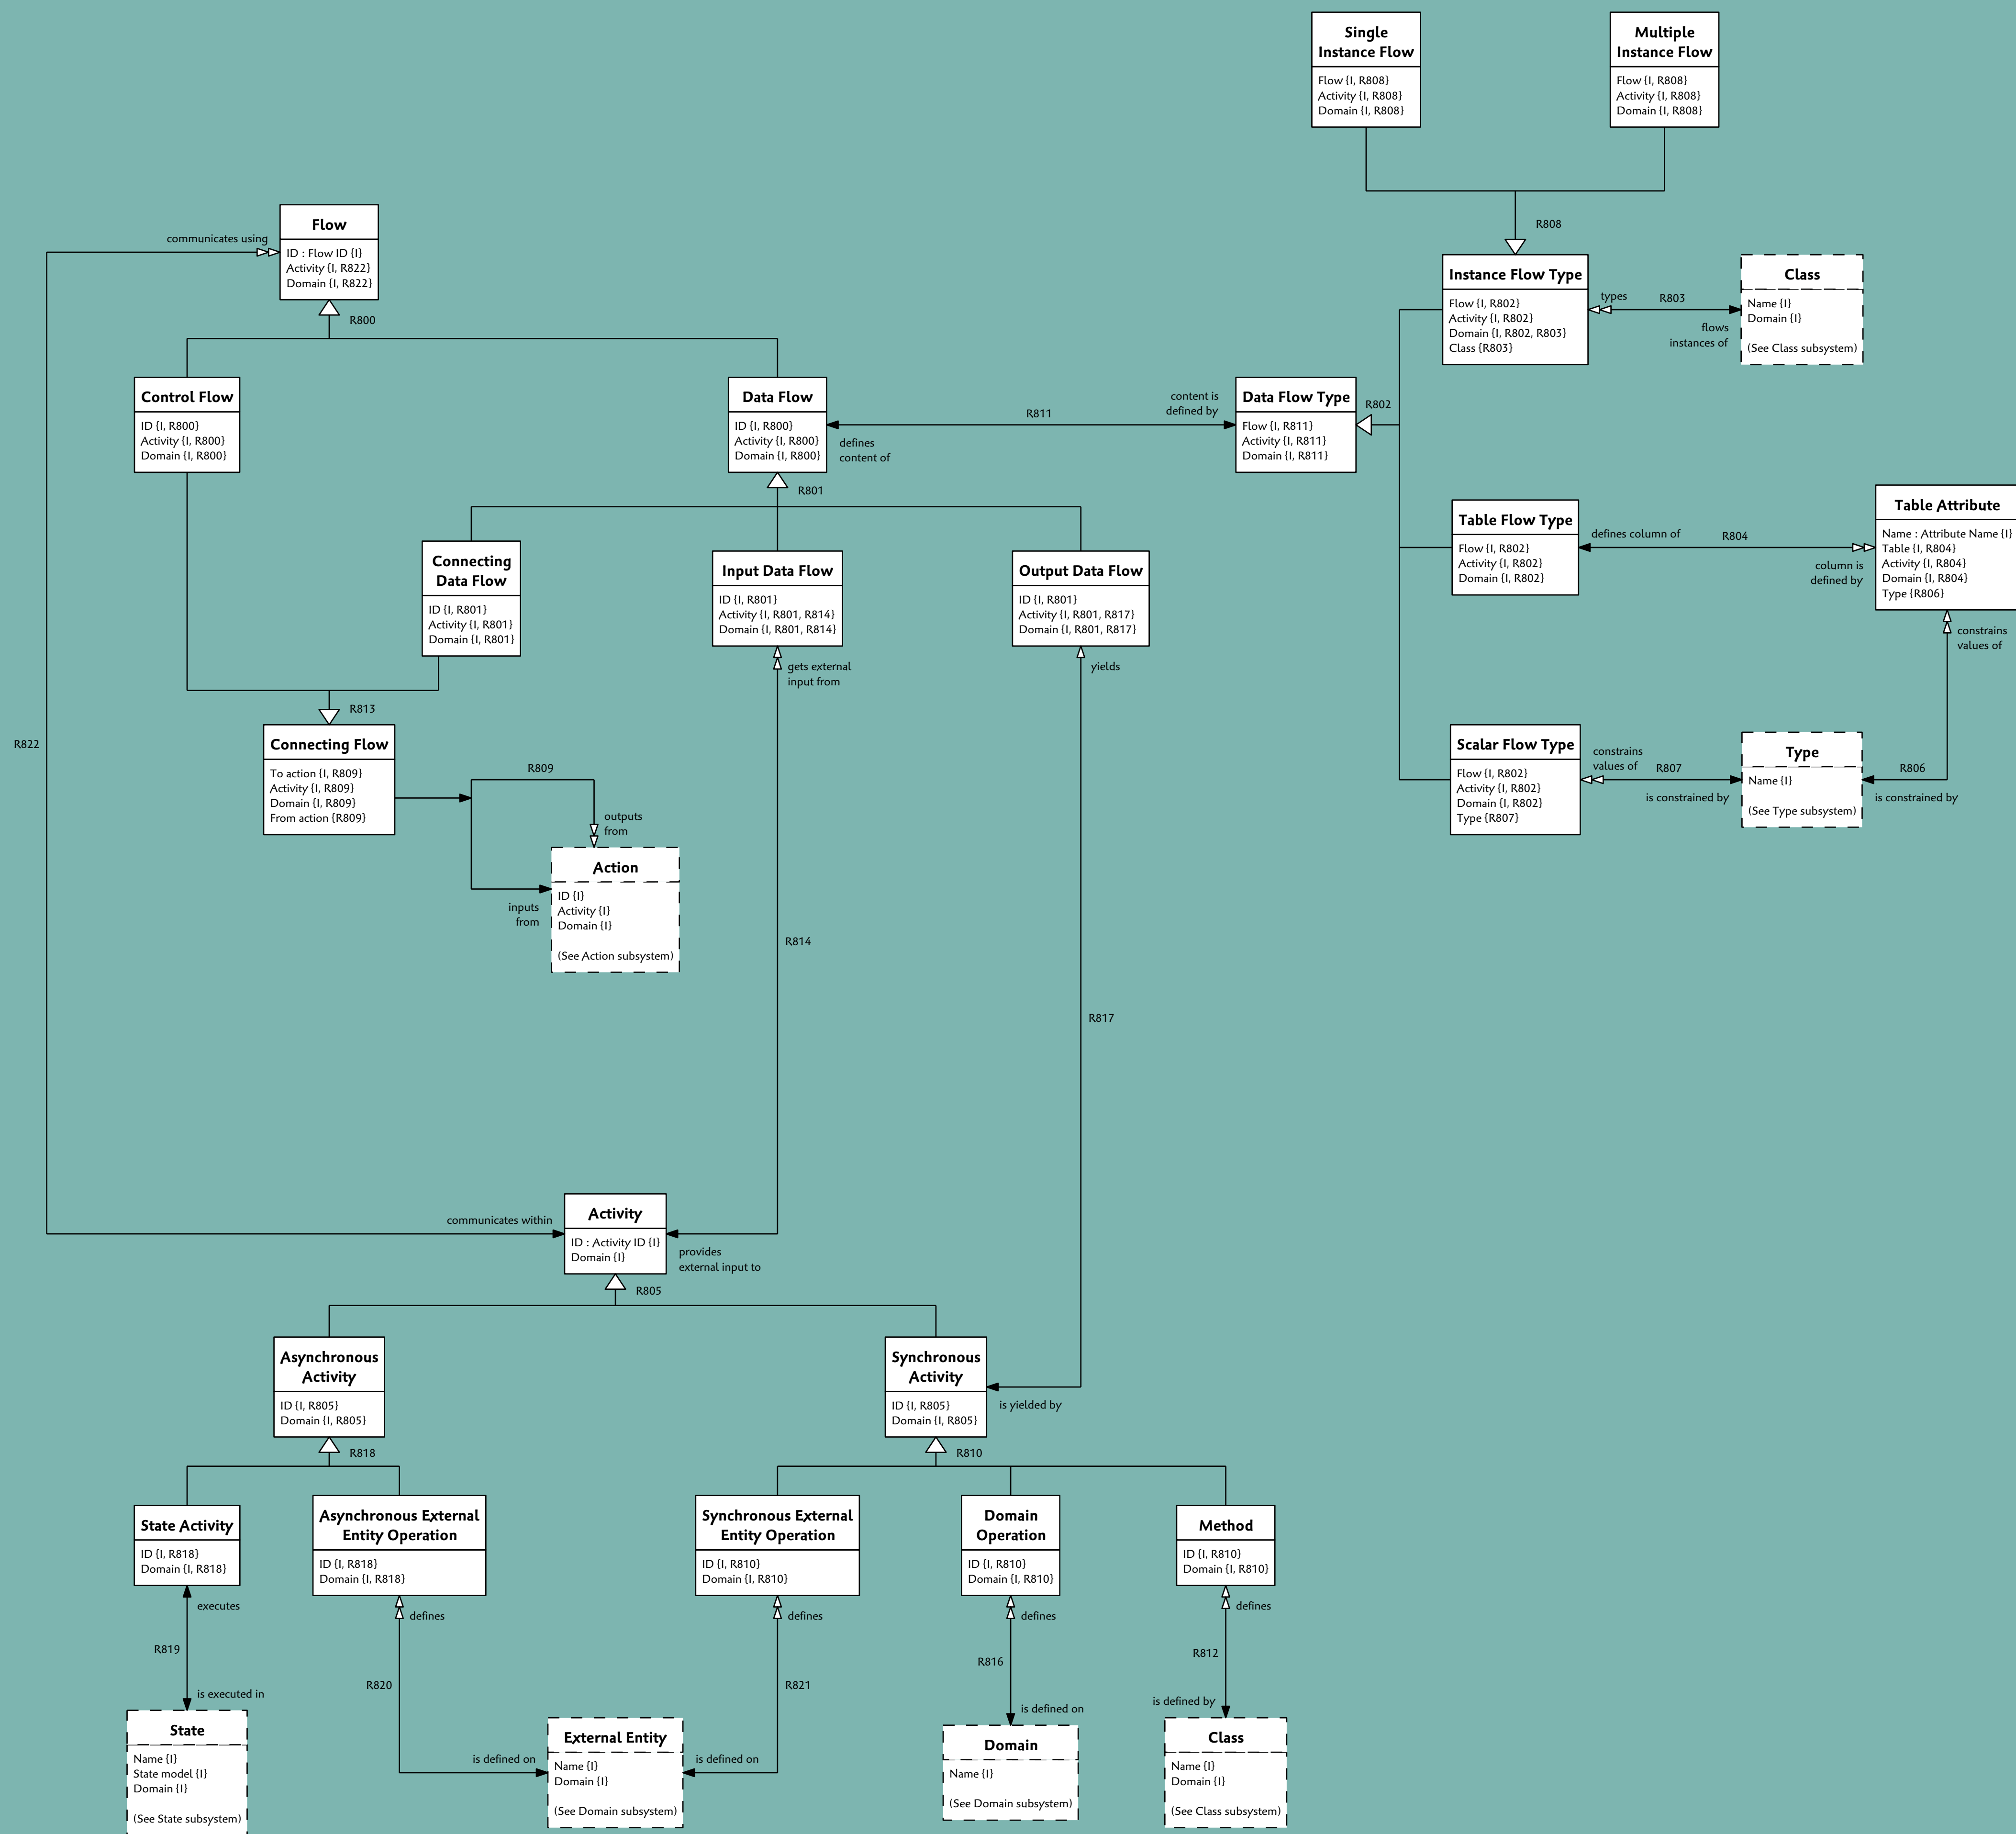 Single
Instance Flow
Flow {I, R808}
Activity {I, R808}
Domain {I, R808}
Multiple
Instance Flow
Flow {I, R808}
Activity {I, R808}
Domain {I, R808}
R808
Flow
ID : Flow ID {I}
Activity {I, R822}
Domain {I, R822}
communicates using
R800
Instance Flow Type
Flow {I, R802}
Activity {I, R802}
Domain {I, R802, R803}
Class {R803}
types
R803
flows
instances of
Class
Name {I}
Domain {I}
(See Class subsystem)
Control Flow
ID {I, R800}
Activity {I, R800}
Domain {I, R800}
Data Flow
ID {I, R800}
Activity {I, R800}
Domain {I, R800}
defines
content of
R811
content is
defined by
Data Flow Type
Flow {I, R811}
Activity {I, R811}
Domain {I, R811}
R802
R801
Connecting
Data Flow
ID {I, R801}
Activity {I, R801}
Domain {I, R801}
Input Data Flow
ID {I, R801}
Activity {I, R801, R814}
Domain {I, R801, R814}
gets external
input from
Output Data Flow
ID {I, R801}
Activity {I, R801, R817}
Domain {I, R801, R817}
yields
Table Flow Type
Flow {I, R802}
Activity {I, R802}
Domain {I, R802}
defines column of
R804
column is
defined by
Table Attribute
Name : Attribute Name {I}
Table {I, R804}
Activity {I, R804}
Domain {I, R804}
Type {R806}
constrains
values of
R813
R822
Connecting Flow
To action {I, R809}
Activity {I, R809}
Domain {I, R809}
From action {R809}
R809
outputs
from
inputs
from
Action
ID {I}
Activity {I}
Domain {I}
(See Action subsystem)
R814
R817
Scalar Flow Type
Flow {I, R802}
Activity {I, R802}
Domain {I, R802}
Type {R807}
constrains
values of
R807
is constrained by
Type
Name {I}
(See Type subsystem)
R806
is constrained by
communicates within
Activity
ID : Activity ID {I}
Domain {I}
provides
external input to
R805
Asynchronous
Activity
ID {I, R805}
Domain {I, R805}
Synchronous
Activity
ID {I, R805}
Domain {I, R805}
is yielded by
R818
R810
State Activity
ID {I, R818}
Domain {I, R818}
executes
R819
is executed in
Asynchronous External
Entity Operation
ID {I, R818}
Domain {I, R818}
defines
R820
is defined on
Synchronous External
Entity Operation
ID {I, R810}
Domain {I, R810}
defines
R821
is defined on
Domain
Operation
ID {I, R810}
Domain {I, R810}
defines
R816
is defined on
Method
ID {I, R810}
Domain {I, R810}
defines
R812
is defined by
State
Name {I}
State model {I}
Domain {I}
(See State subsystem)
External Entity
Name {I}
Domain {I}
(See Domain subsystem)
Domain
Name {I}
(See Domain subsystem)
Class
Name {I}
Domain {I}
(See Class subsystem)